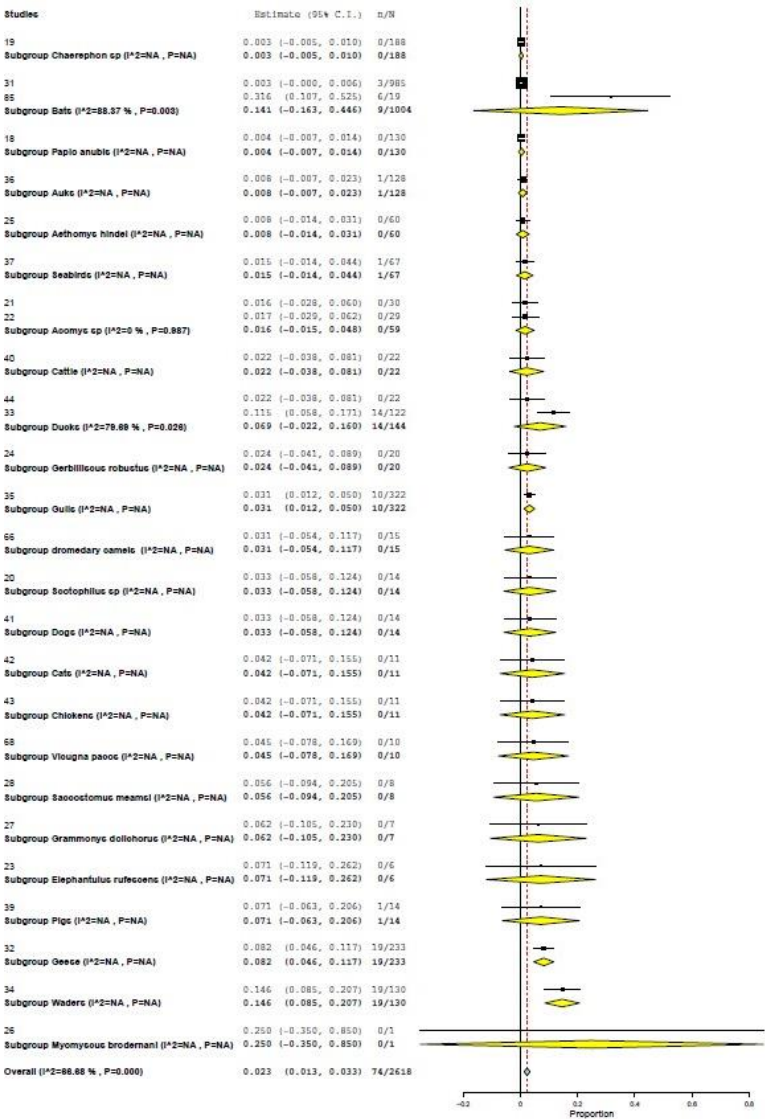 Studies Estimate (95% C.I.) n/N
19 0.003 (-0.005, 0.010) 0/188
Subgroup Chaerephon sp (I^2=NA , P=NA) 0.003 (-0.005, 0.010) 0/188
31 0.003 (-0.000, 0.006) 3/985
85 0.316 (0.107, 0.525) 6/19
Subgroup Bats (I^2=88.37 % , P=0.003) 0.141 (-0.163, 0.446) 9/1004
18 0.004 (-0.007, 0.014) 0/130
Subgroup Papio anubis (I^2=NA , P=NA) 0.004 (-0.007, 0.014) 0/130
36 0.008 (-0.007, 0.023) 1/128
Subgroup Auks (I^2=NA , P=NA) 0.008 (-0.007, 0.023) 1/128
25 0.008 (-0.014, 0.031) 0/60
Subgroup Aethomys hindei (I^2=NA , P=NA) 0.008 (-0.014, 0.031) 0/60
37 0.015 (-0.014, 0.044) 1/67
Subgroup Seabirds (I^2=NA , P=NA) 0.015 (-0.014, 0.044) 1/67
21 0.016 (-0.028, 0.060) 0/30
22 0.017 (-0.029, 0.062) 0/29
Subgroup Acomys sp (I^2=0 % , P=0.987) 0.016 (-0.015, 0.048) 0/59
40 0.022 (-0.038, 0.081) 0/22
Subgroup Cattle (I^2=NA , P=NA) 0.022 (-0.038, 0.081) 0/22
44 0.022 (-0.038, 0.081) 0/22
33 0.115 (0.058, 0.171) 14/122
Subgroup Ducks (I^2=79.69 % , P=0.026) 0.069 (-0.022, 0.160) 14/144
24 0.024 (-0.041, 0.089) 0/20
Subgroup Gerbilliscus robustus (I^2=NA , P=NA) 0.024 (-0.041, 0.089) 0/20
35 0.031 (0.012, 0.050) 10/322
Subgroup Gulls (I^2=NA , P=NA) 0.031 (0.012, 0.050) 10/322
66 0.031 (-0.054, 0.117) 0/15
Subgroup dromedary camels (I^2=NA , P=NA) 0.031 (-0.054, 0.117) 0/15
20 0.033 (-0.058, 0.124) 0/14
Subgroup Scotophilus sp (I^2=NA , P=NA) 0.033 (-0.058, 0.124) 0/14
41 0.033 (-0.058, 0.124) 0/14
Subgroup Dogs (I^2=NA , P=NA) 0.033 (-0.058, 0.124) 0/14
42 0.042 (-0.071, 0.155) 0/11
Subgroup Cats (I^2=NA , P=NA) 0.042 (-0.071, 0.155) 0/11
43 0.042 (-0.071, 0.155) 0/11
Subgroup Chickens (I^2=NA , P=NA) 0.042 (-0.071, 0.155) 0/11
68 0.045 (-0.078, 0.169) 0/10
Subgroup Vicugna pacos (I^2=NA , P=NA) 0.045 (-0.078, 0.169) 0/10
28 0.056 (-0.094, 0.205) 0/8
Subgroup Saccostomus mearnsi (I^2=NA , P=NA) 0.056 (-0.094, 0.205) 0/8
27 0.062 (-0.105, 0.230) 0/7
Subgroup Grammonys dolichorus (I^2=NA , P=NA) 0.062 (-0.105, 0.230) 0/7
23 0.071 (-0.119, 0.262) 0/6
Subgroup Elephantulus rufescens (I^2=NA , P=NA) 0.071 (-0.119, 0.262) 0/6
39 0.071 (-0.063, 0.206) 1/14
Subgroup Pigs (I^2=NA , P=NA) 0.071 (-0.063, 0.206) 1/14
32 0.082 (0.046, 0.117) 19/233
Subgroup Geese (I^2=NA , P=NA) 0.082 (0.046, 0.117) 19/233
34 0.146 (0.085, 0.207) 19/130
Subgroup Waders (I^2=NA , P=NA) 0.146 (0.085, 0.207) 19/130
26 0.250 (-0.350, 0.850) 0/1
Subgroup Myomysous brodernani (I^2=NA , P=NA) 0.250 (-0.350, 0.850) 0/1
Overall (I^2=66.68 % , P=0.000) 0.023 (0.013, 0.033) 74/2618
-0.2 0 0.2 0.4 0.6 0.8
Proportion